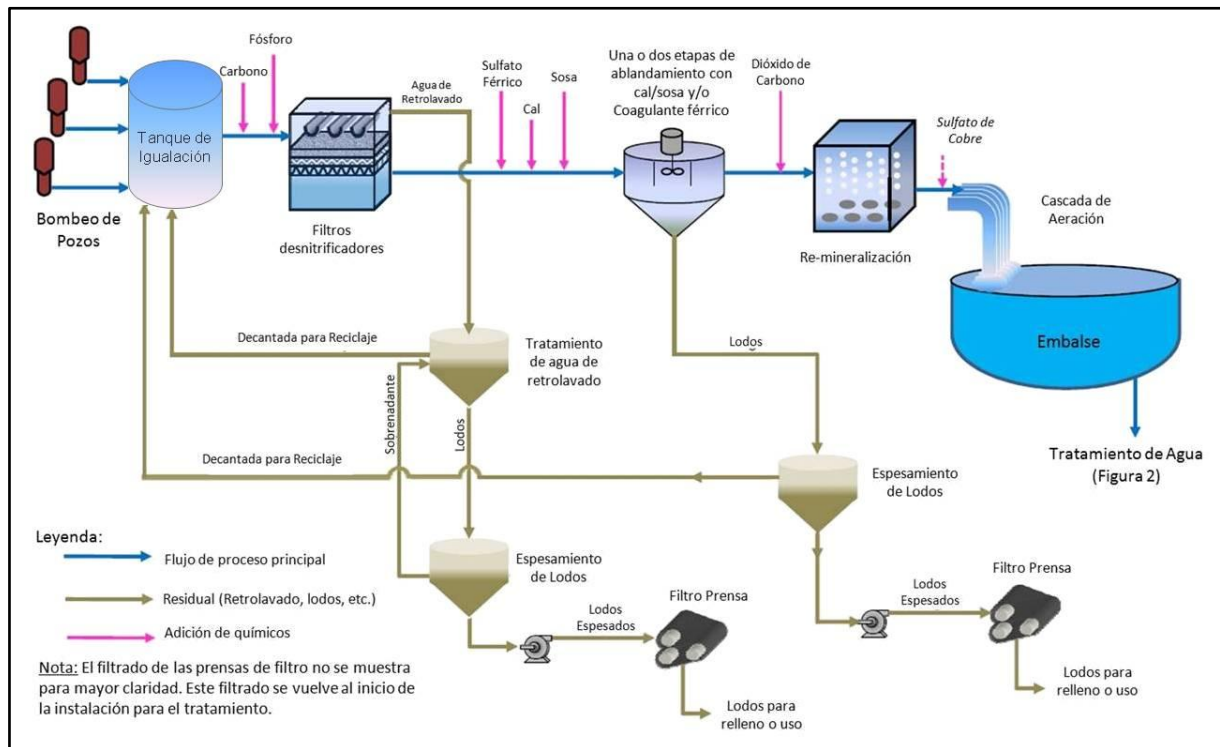 Fósforo
Carbono
Tanque de
Igualación
Bombeo de
Pozos
Agua de
Retrolavado
Filtros
desnitrificadores
Sulfato
Férrico
Cal
Sosa
Una o dos etapas de
ablandamiento con
cal/sosa y/o
Coagulante férrico
Dióxido de
Carbono
Re-mineralización
Sulfato de
Cobre
Cascada de
Aeración
Embalse
Tratamiento de Agua
(Figura 2)
Decantada para Reciclaje
Tratamiento
de agua de
retrolavado
Lodos
Sobrenadante
Lodos
Decantada para Reciclaje
Espesamiento
de Lodos
Leyenda:
Flujo de proceso principal
Residual (Retrolavado, lodos, etc.)
Adición de químicos
Espesamiento
de Lodos
Lodos
Espesados
Filtro Prensa
Lodos para
relleno o uso
Lodos
Espesados
Filtro Prensa
Lodos para
relleno o uso
Nota: El filtrado de las prensas de filtro no se muestra
para mayor claridad. Este filtrado se vuelve al inicio de
la instalación para el tratamiento.